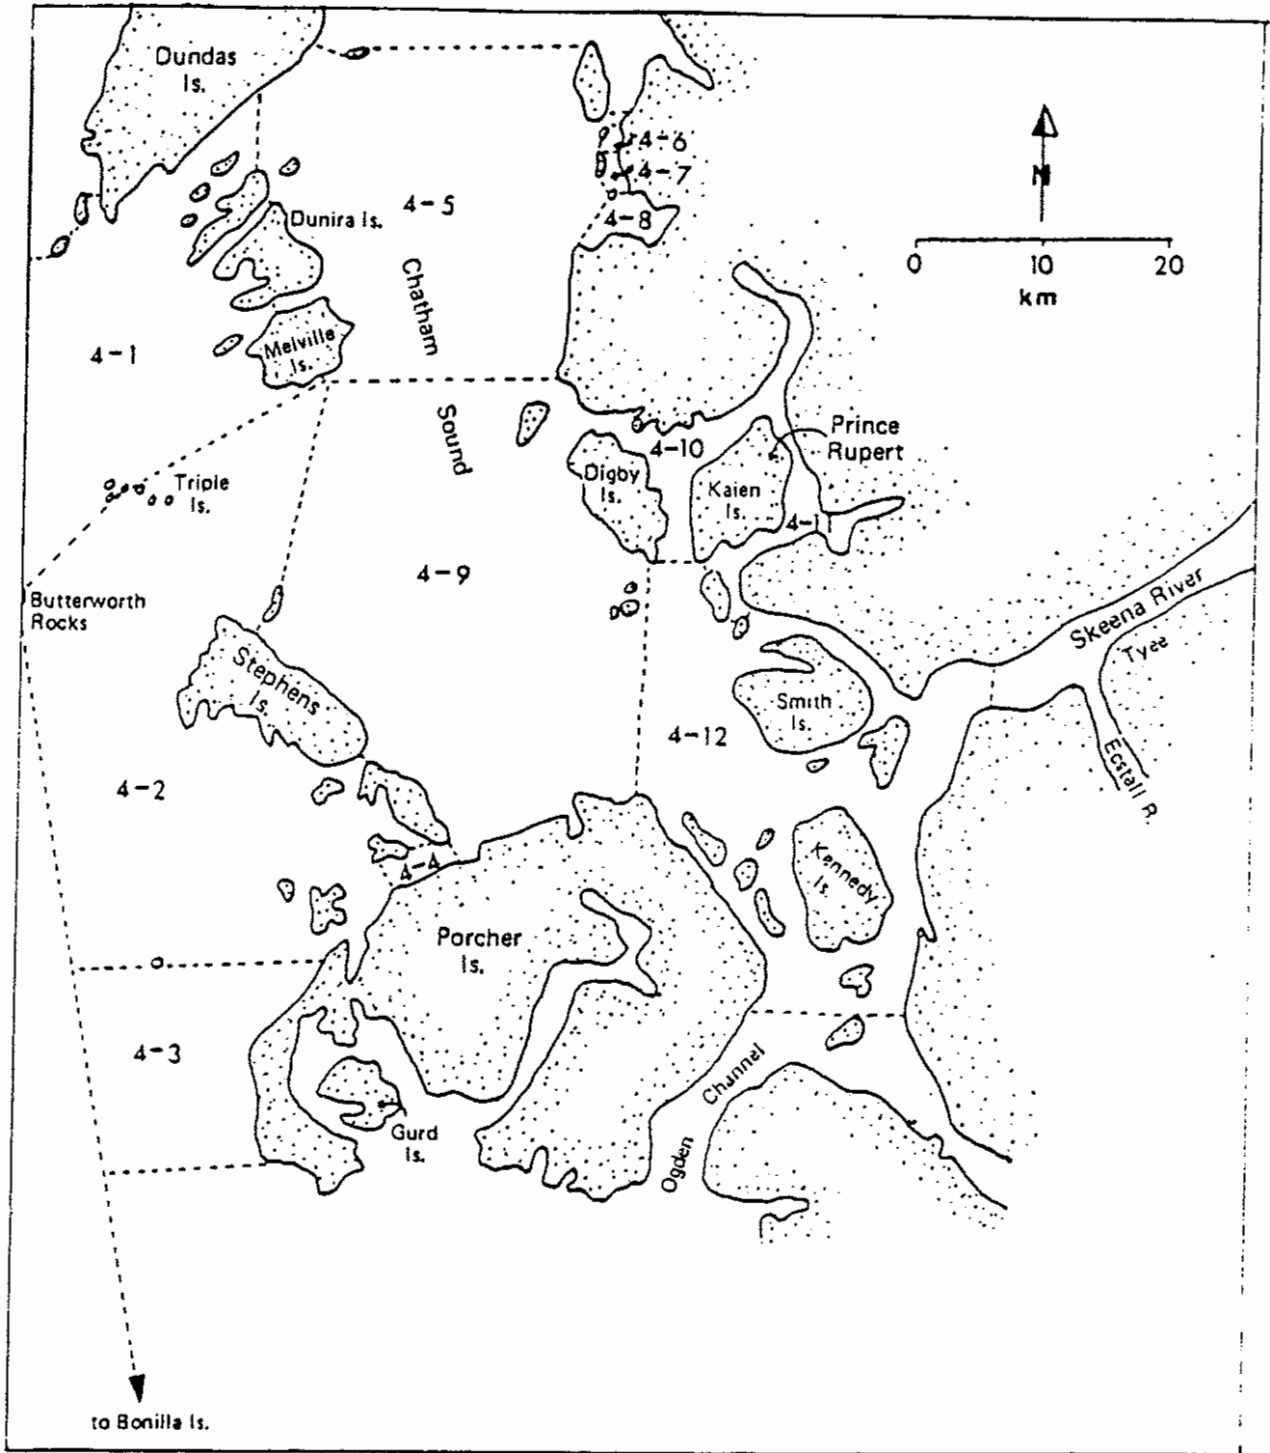 Dundas
Is.
4-6
4-7
4-8
N
0 10 20
km
Dunira Is.
4-5
Chatham
Sound
4-1
Melville
Is.
Prince
Rupert
4-10
Digby
Is.
Kaien
Is.
4-11
Triple
Is.
4-9
Butterworth
Rocks
Skeena River
Tyee
Ecstall R.
Stephens
Is.
Smith
Is.
4-12
4-2
4-4
Kennedy
Is.
Porcher
Is.
4-3
Gurd
Is.
Ogden
Channel
to Bonilla Is.